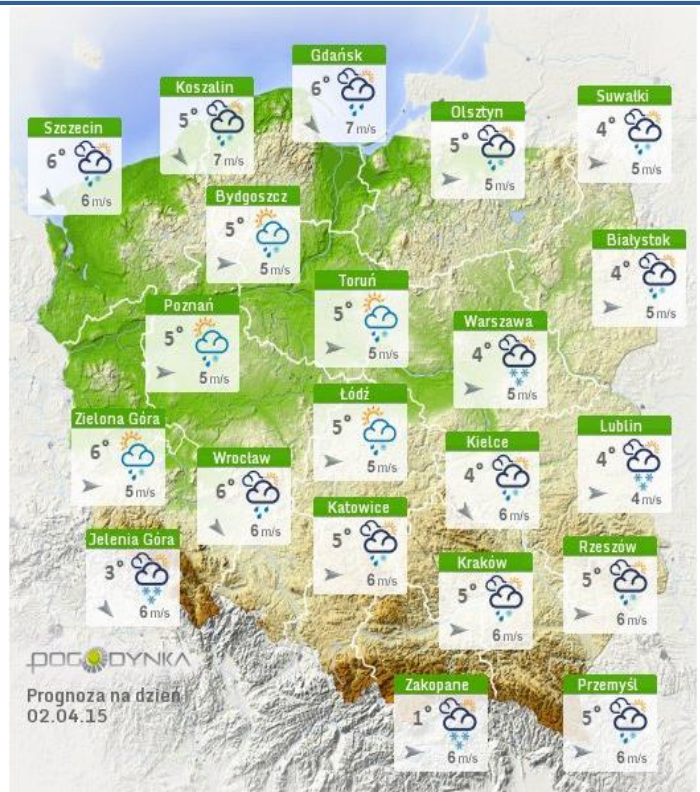 Gdańsk
6°
7 m/s
Koszalin
5°
7 m/s
Suwałki
4°
5 m/s
Olsztyn
5°
5 m/s
Szczecin
6°
6 m/s
Bydgoszcz
5°
5 m/s
Białystok
4°
5 m/s
Toruń
5°
5 m/s
Poznań
5°
5 m/s
Warszawa
4°
5 m/s
Łódź
5°
5 m/s
Zielona Góra
6°
5 m/s
Lublin
4°
4 m/s
Kielce
4°
6 m/s
Wrocław
6°
6 m/s
Katowice
5°
6 m/s
Jelenia Góra
3°
6 m/s
Rzeszów
5°
6 m/s
Kraków
5°
6 m/s
Zakopane
1°
6 m/s
Przemyśl
5°
6 m/s
POGODYNKA
Prognoza na dzień
02.04.15